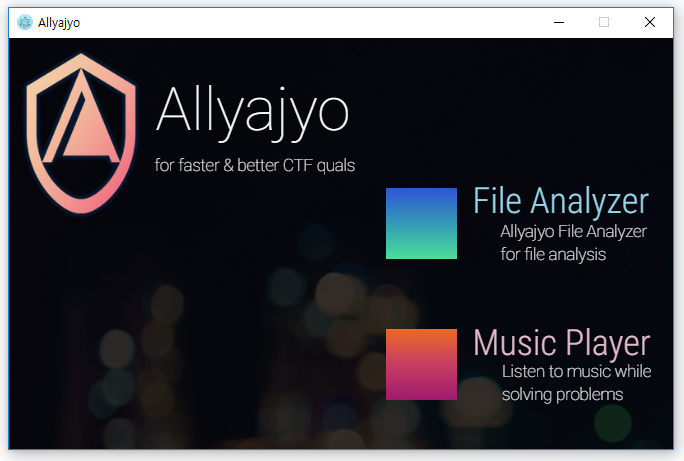 Allyajyo
Allyajyo
for faster & better CTF quals
File Analyzer
Allyajyo File Analyzer
for file analysis
Music Player
Listen to music while
solving problems